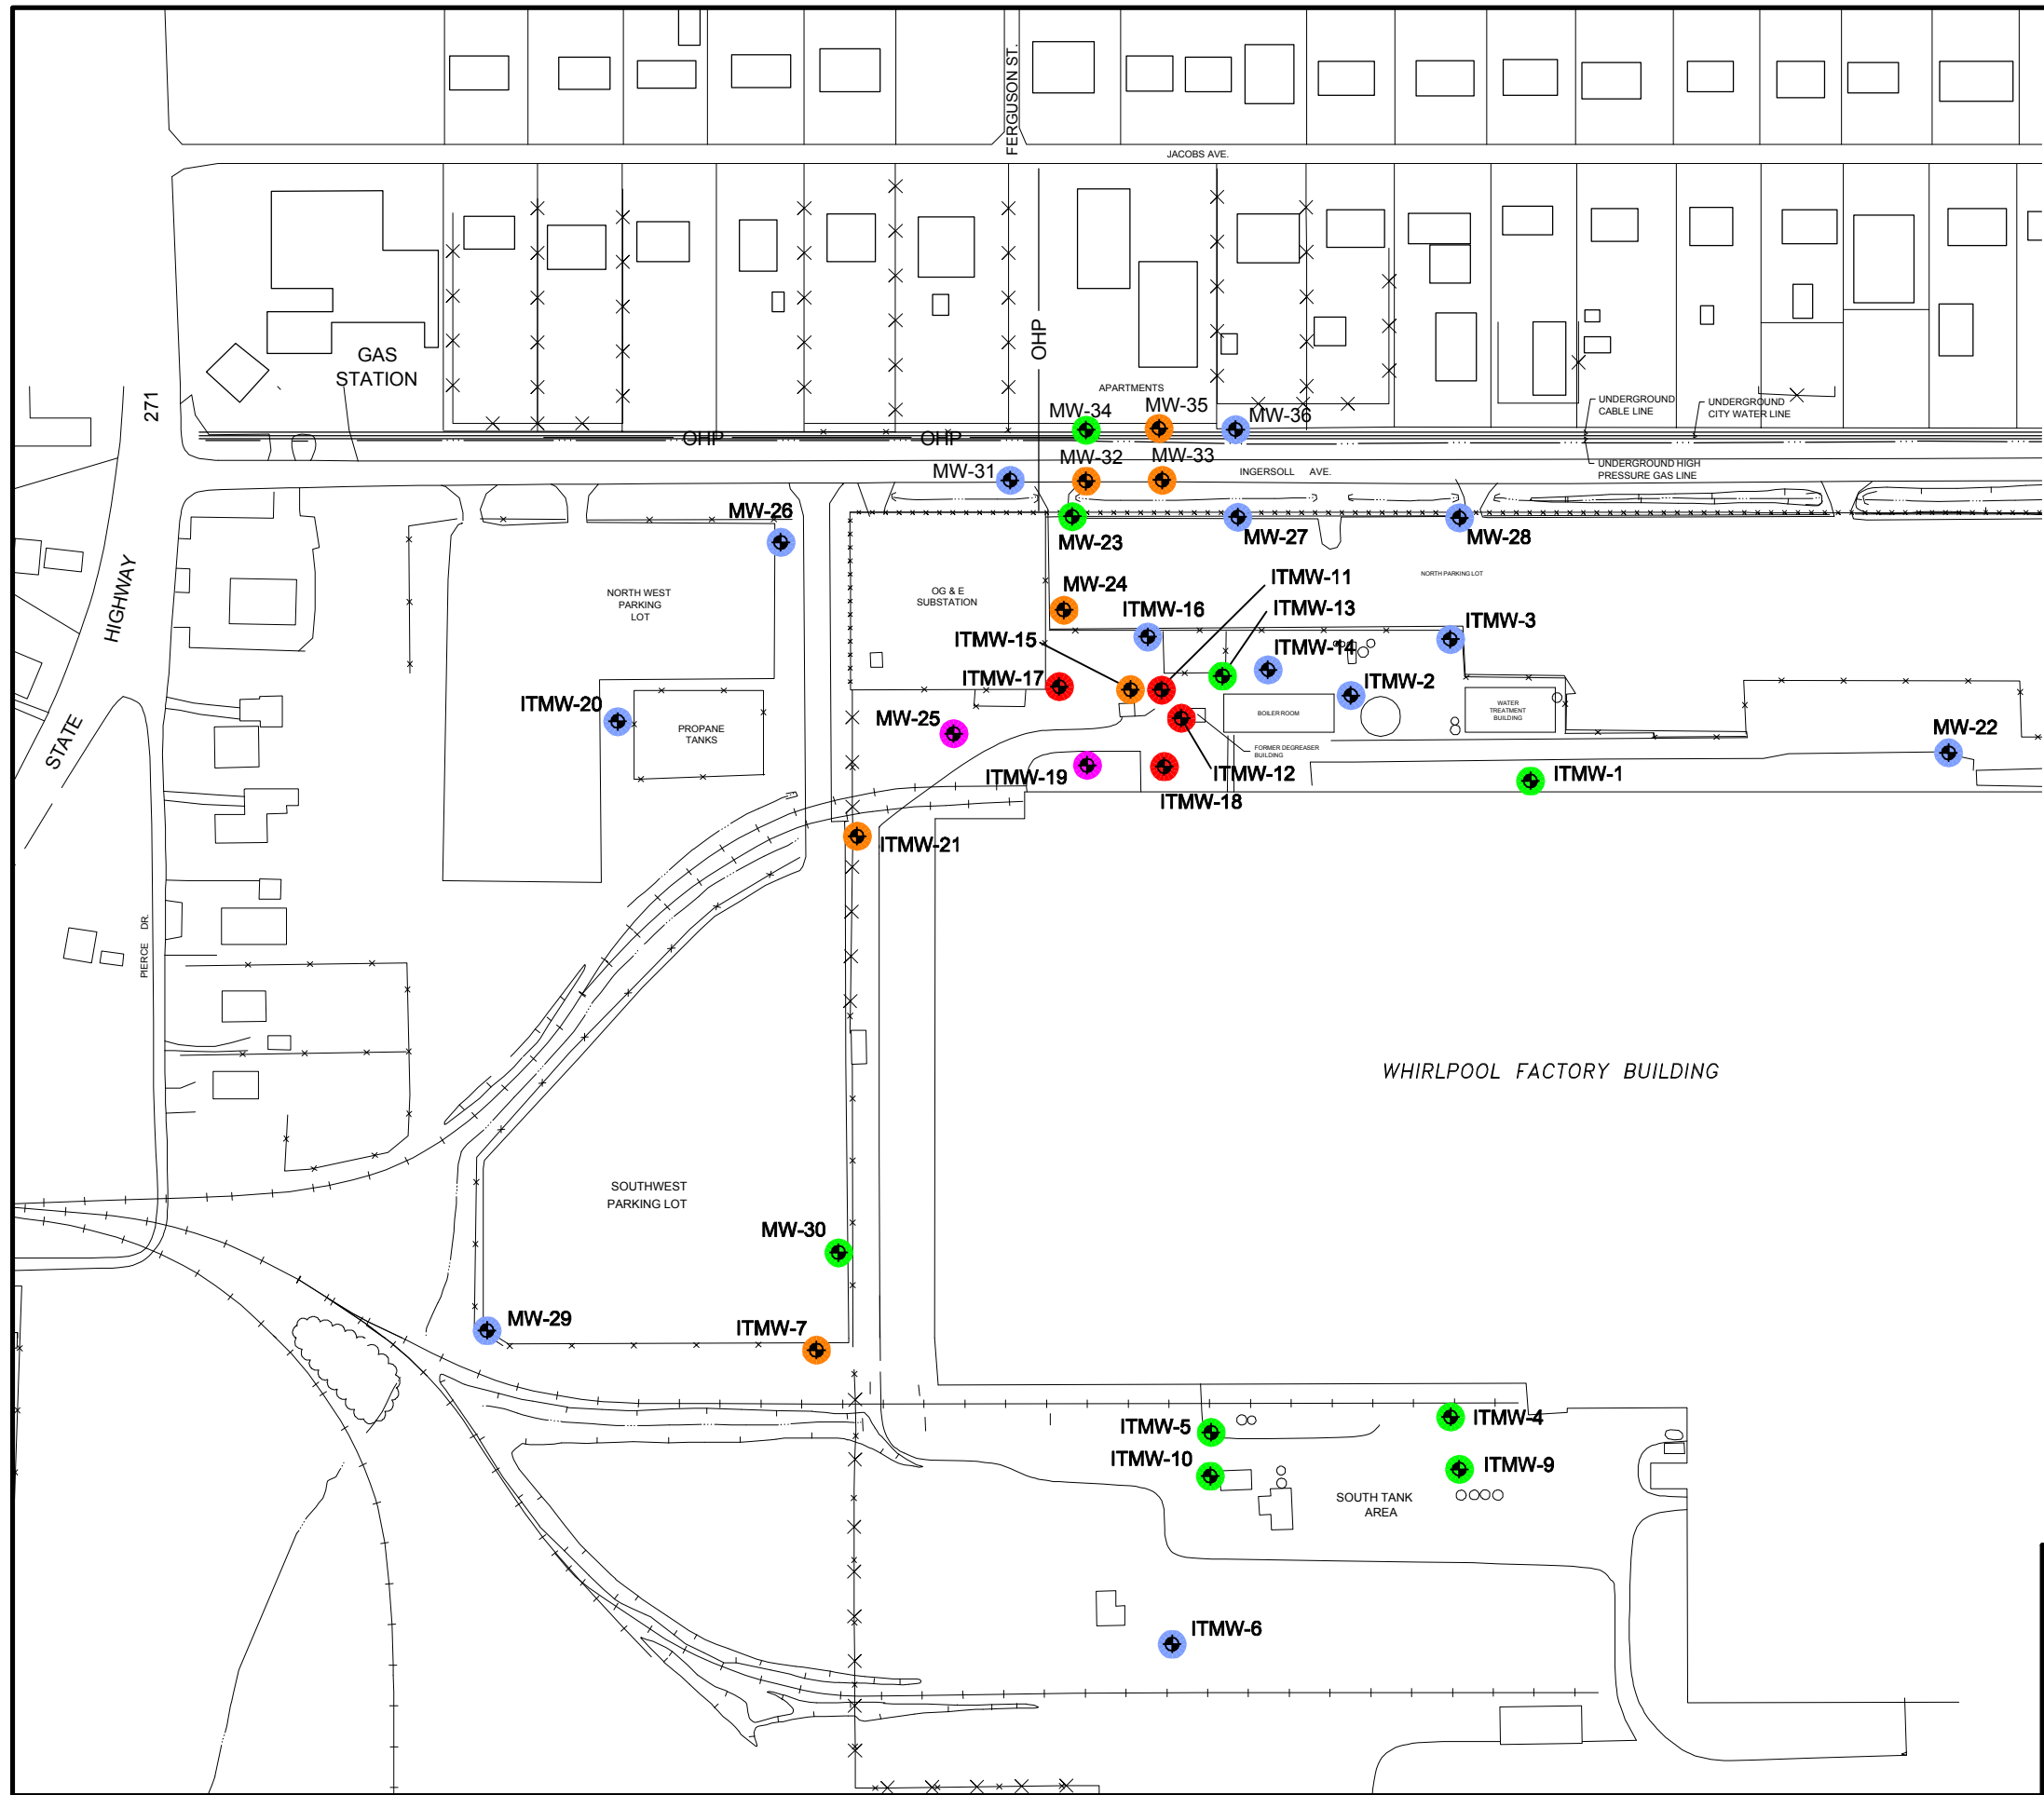 FERGUSON ST.
JACOBS AVE.
OHP
GAS
STATION
271
APARTMENTS
MW-34
MW-35
MW-36
UNDERGROUND
CABLE LINE
UNDERGROUND
CITY WATER LINE
OHP
OHP
MW-31
MW-32
MW-33
INGERSOLL AVE.
UNDERGROUND HIGH
PRESSURE GAS LINE
MW-26
MW-23
MW-27
MW-28
HIGHWAY
STATE
NORTH WEST
PARKING
LOT
OG & E
SUBSTATION
MW-24
ITMW-11
NORTH PARKING LOT
ITMW-16
ITMW-13
ITMW-3
ITMW-15
ITMW-14
ITMW-17
ITMW-2
ITMW-20
PROPANE
TANKS
MW-25
BOILER ROOM
WATER
TREATMENT
BUILDING
MW-22
FORMER DEGREASER
BUILDING
ITMW-19
ITMW-12
ITMW-1
ITMW-18
ITMW-21
PIERCE DR.
WHIRLPOOL FACTORY BUILDING
SOUTHWEST
PARKING LOT
MW-30
MW-29
ITMW-7
ITMW-5
ITMW-4
ITMW-10
ITMW-9
SOUTH TANK
AREA
ITMW-6